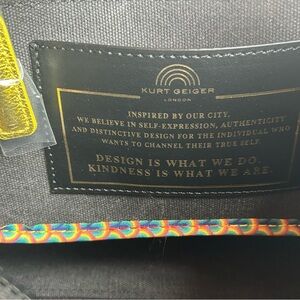 KURT GEIGER
LONDON
INSPIRED BY OUR CITY.
WE BELIEVE IN SELF-EXPRESSION, AUTHENTICITY
AND DISTINCTIVE DESIGN FOR THE INDIVIDUAL WHO
WANTS TO CHANNEL THEIR TRUE SELF.
DESIGN IS WHAT WE DO.
KINDNESS IS WHAT WE ARE.